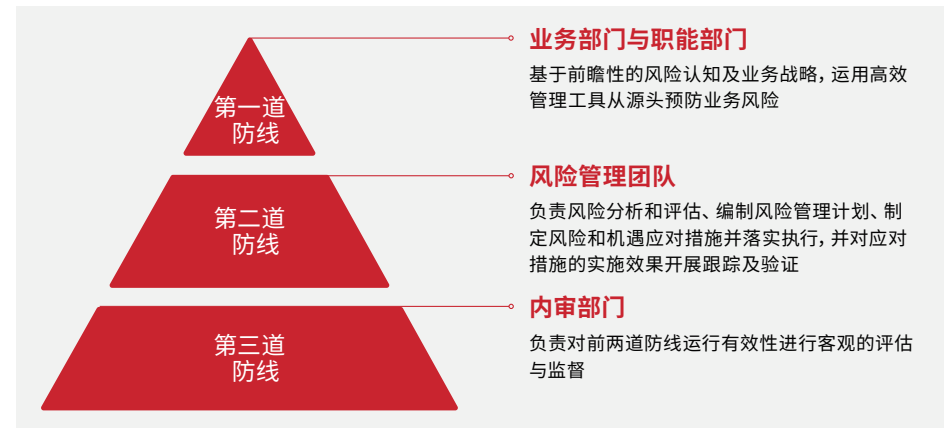 第一道
防线
业务部门与职能部门
基于前瞻性的风险认知及业务战略，运用高效
管理工具从源头预防业务风险
第二道
防线
风险管理团队
负责风险分析和评估、编制风险管理计划、制
定风险和机遇应对措施并落实执行，并对应对
措施的实施效果开展跟踪及验证
第三道
防线
内审部门
负责对前两道防线运行有效性进行客观的评估
与监督